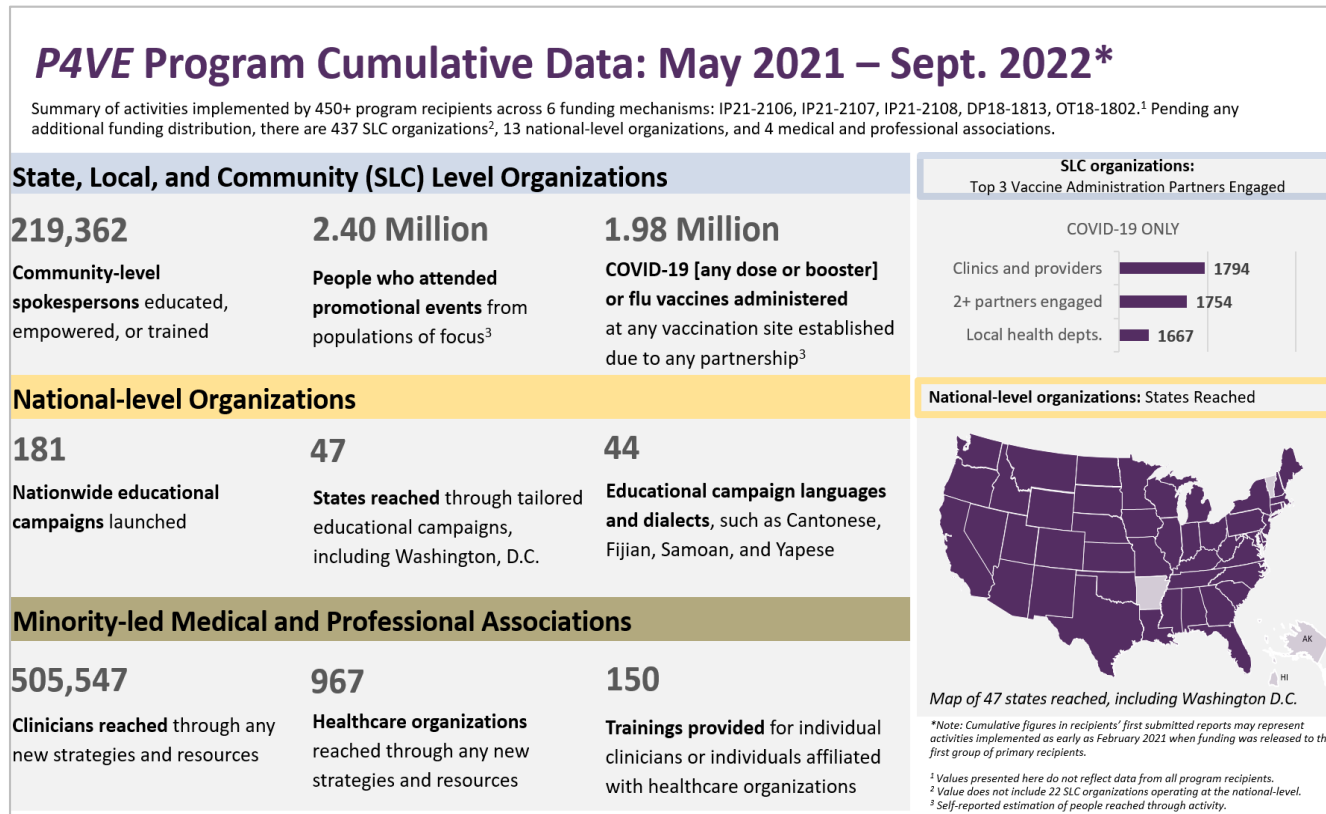 P4VE Program Cumulative Data: May 2021 – Sept. 2022*
Summary of activities implemented by 450+ program recipients across 6 funding mechanisms: IP21-2106, IP21-2107, IP21-2108, DP18-1813, OT18-1802.¹ Pending any
additional funding distribution, there are 437 SLC organizations², 13 national-level organizations, and 4 medical and professional associations.
State, Local, and Community (SLC) Level Organizations
219,362
Community-level
spokespersons educated,
empowered, or trained
2.40 Million
People who attended
promotional events from
populations of focus³
1.98 Million
COVID-19 [any dose or booster]
or flu vaccines administered
at any vaccination site established
due to any partnership³
SLC organizations:
Top 3 Vaccine Administration Partners Engaged
COVID-19 ONLY
Clinics and providers 1794
2+ partners engaged 1754
Local health depts. 1667
National-level Organizations
181
Nationwide educational
campaigns launched
47
States reached through tailored
educational campaigns,
including Washington, D.C.
44
Educational campaign languages
and dialects, such as Cantonese,
Fijian, Samoan, and Yapese
National-level organizations: States Reached
AK
HI
Map of 47 states reached, including Washington D.C.
Minority-led Medical and Professional Associations
505,547
Clinicians reached through any
new strategies and resources
967
Healthcare organizations
reached through any new
strategies and resources
150
Trainings provided for individual
clinicians or individuals affiliated
with healthcare organizations
*Note: Cumulative figures in recipients' first submitted reports may represent
activities implemented as early as February 2021 when funding was released to th
first group of primary recipients.
¹ Values presented here do not reflect data from all program recipients.
² Value does not include 22 SLC organizations operating at the national-level.
³ Self-reported estimation of people reached through activity.